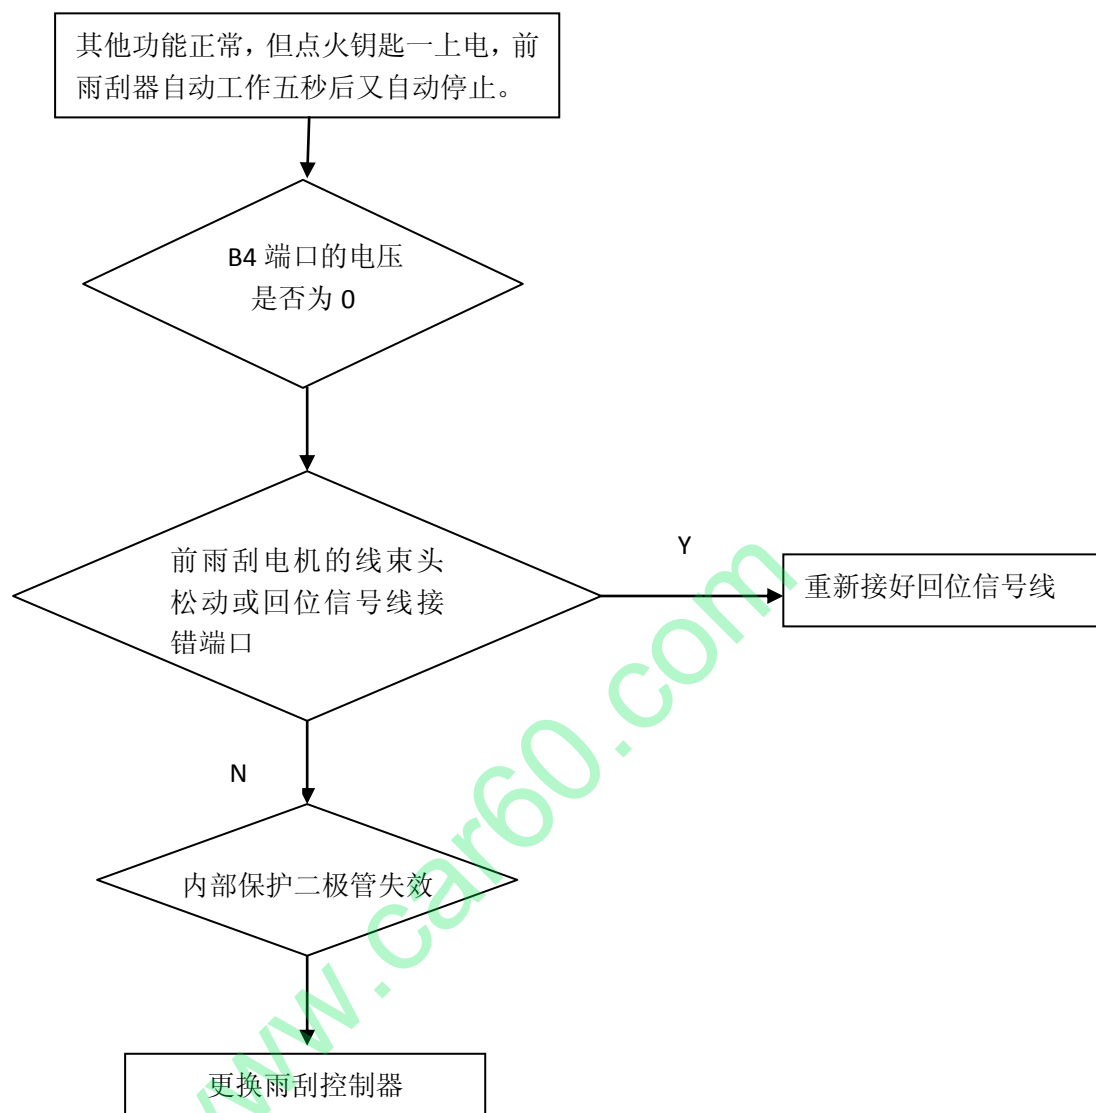 其他功能正常，但点火钥匙一上电，前
雨刮器自动工作五秒后又自动停止。
B4 端口的电压
是否为 0
前雨刮电机的线束头
松动或回位信号线接
错端口
Y
重新接好回位信号线
N
内部保护二极管失效
更换雨刮控制器
www.car60.com